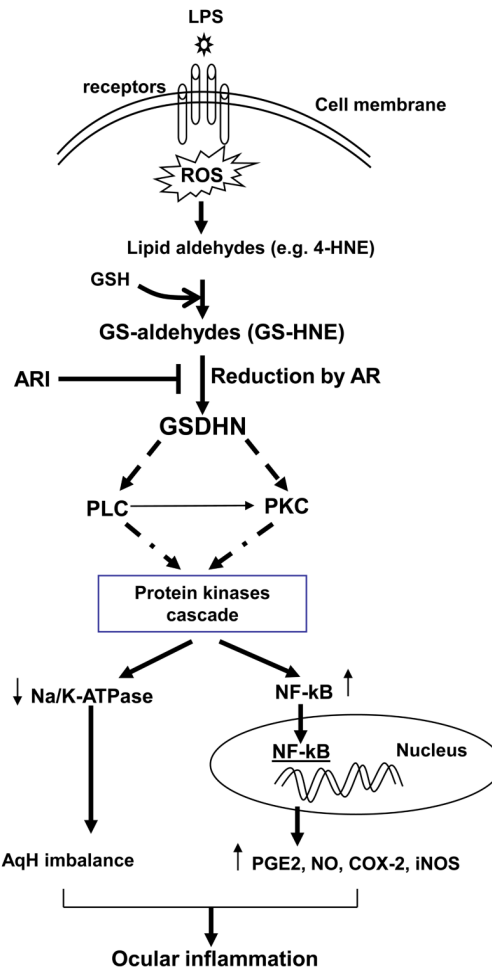 LPS
receptors
Cell membrane
ROS
Lipid aldehydes (e.g. 4-HNE)
GSH
GS-aldehydes (GS-HNE)
ARI
Reduction by AR
GSDHN
PLC
PKC
Protein kinases
cascade
↓ Na/K-ATPase
NF-kB ↑
NF-kB
Nucleus
AqH imbalance
↑ PGE2, NO, COX-2, iNOS
Ocular inflammation